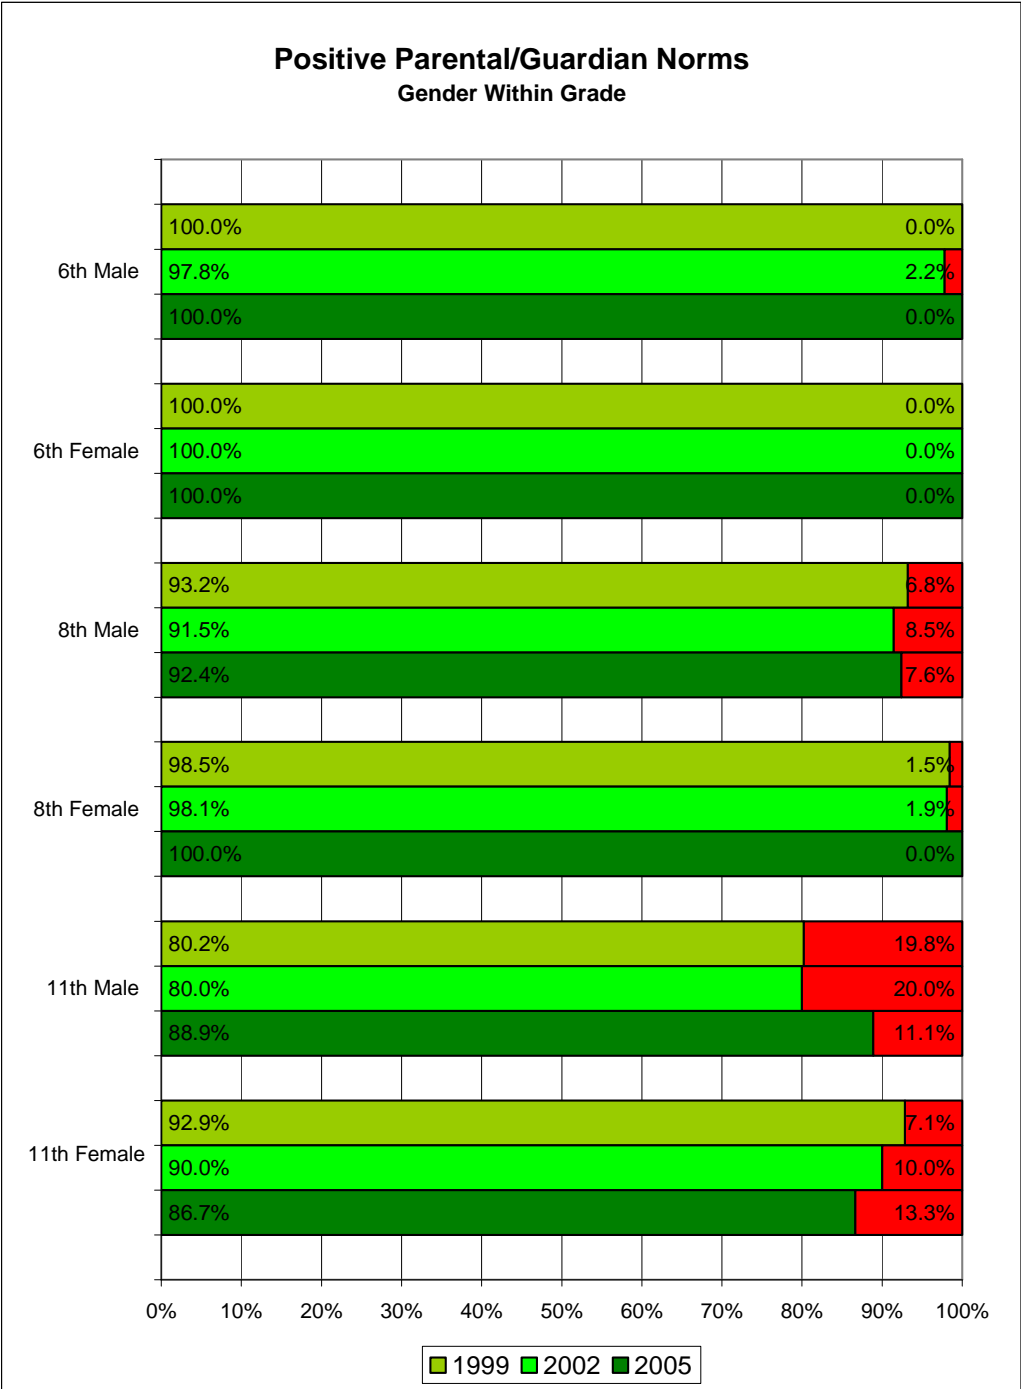 Positive Parental/Guardian Norms
Gender Within Grade
100.0% 0.0%
6th Male 97.8% 2.2%
100.0% 0.0%
100.0% 0.0%
6th Female 100.0% 0.0%
100.0% 0.0%
93.2% 6.8%
8th Male 91.5% 8.5%
92.4% 7.6%
98.5% 1.5%
8th Female 98.1% 1.9%
100.0% 0.0%
80.2% 19.8%
11th Male 80.0% 20.0%
88.9% 11.1%
92.9% 7.1%
11th Female 90.0% 10.0%
86.7% 13.3%
0% 10% 20% 30% 40% 50% 60% 70% 80% 90% 100%
1999 2002 2005